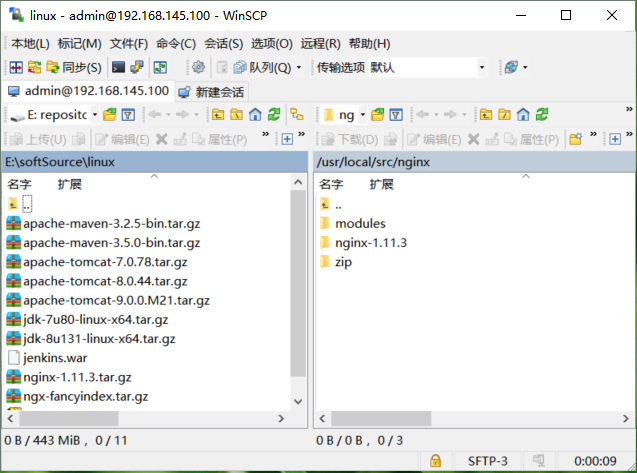 linux - admin@192.168.145.100 - WinSCP
本地(L) 标记(M) 文件(F) 命令(C) 会话(S) 选项(O) 远程(R) 帮助(H)
同步(S) 队列(Q) 传输选项 默认
admin@192.168.145.100 新建会话
E: repositc ng
上传(U) 编辑(E) 属性(P) » 下载(D) 编辑(E) 属性(P) »
E:\softSource\linux
名字 扩展
..
apache-maven-3.2.5-bin.tar.gz
apache-maven-3.5.0-bin.tar.gz
apache-tomcat-7.0.78.tar.gz
apache-tomcat-8.0.44.tar.gz
apache-tomcat-9.0.0.M21.tar.gz
jdk-7u80-linux-x64.tar.gz
jdk-8u131-linux-x64.tar.gz
jenkins.war
nginx-1.11.3.tar.gz
ngx-fancyindex.tar.gz
0 B / 443 MiB， 0 / 11
/usr/local/src/nginx
名字 扩展
..
modules
nginx-1.11.3
zip
0 B / 0 B， 0 / 3
SFTP-3 0:00:09